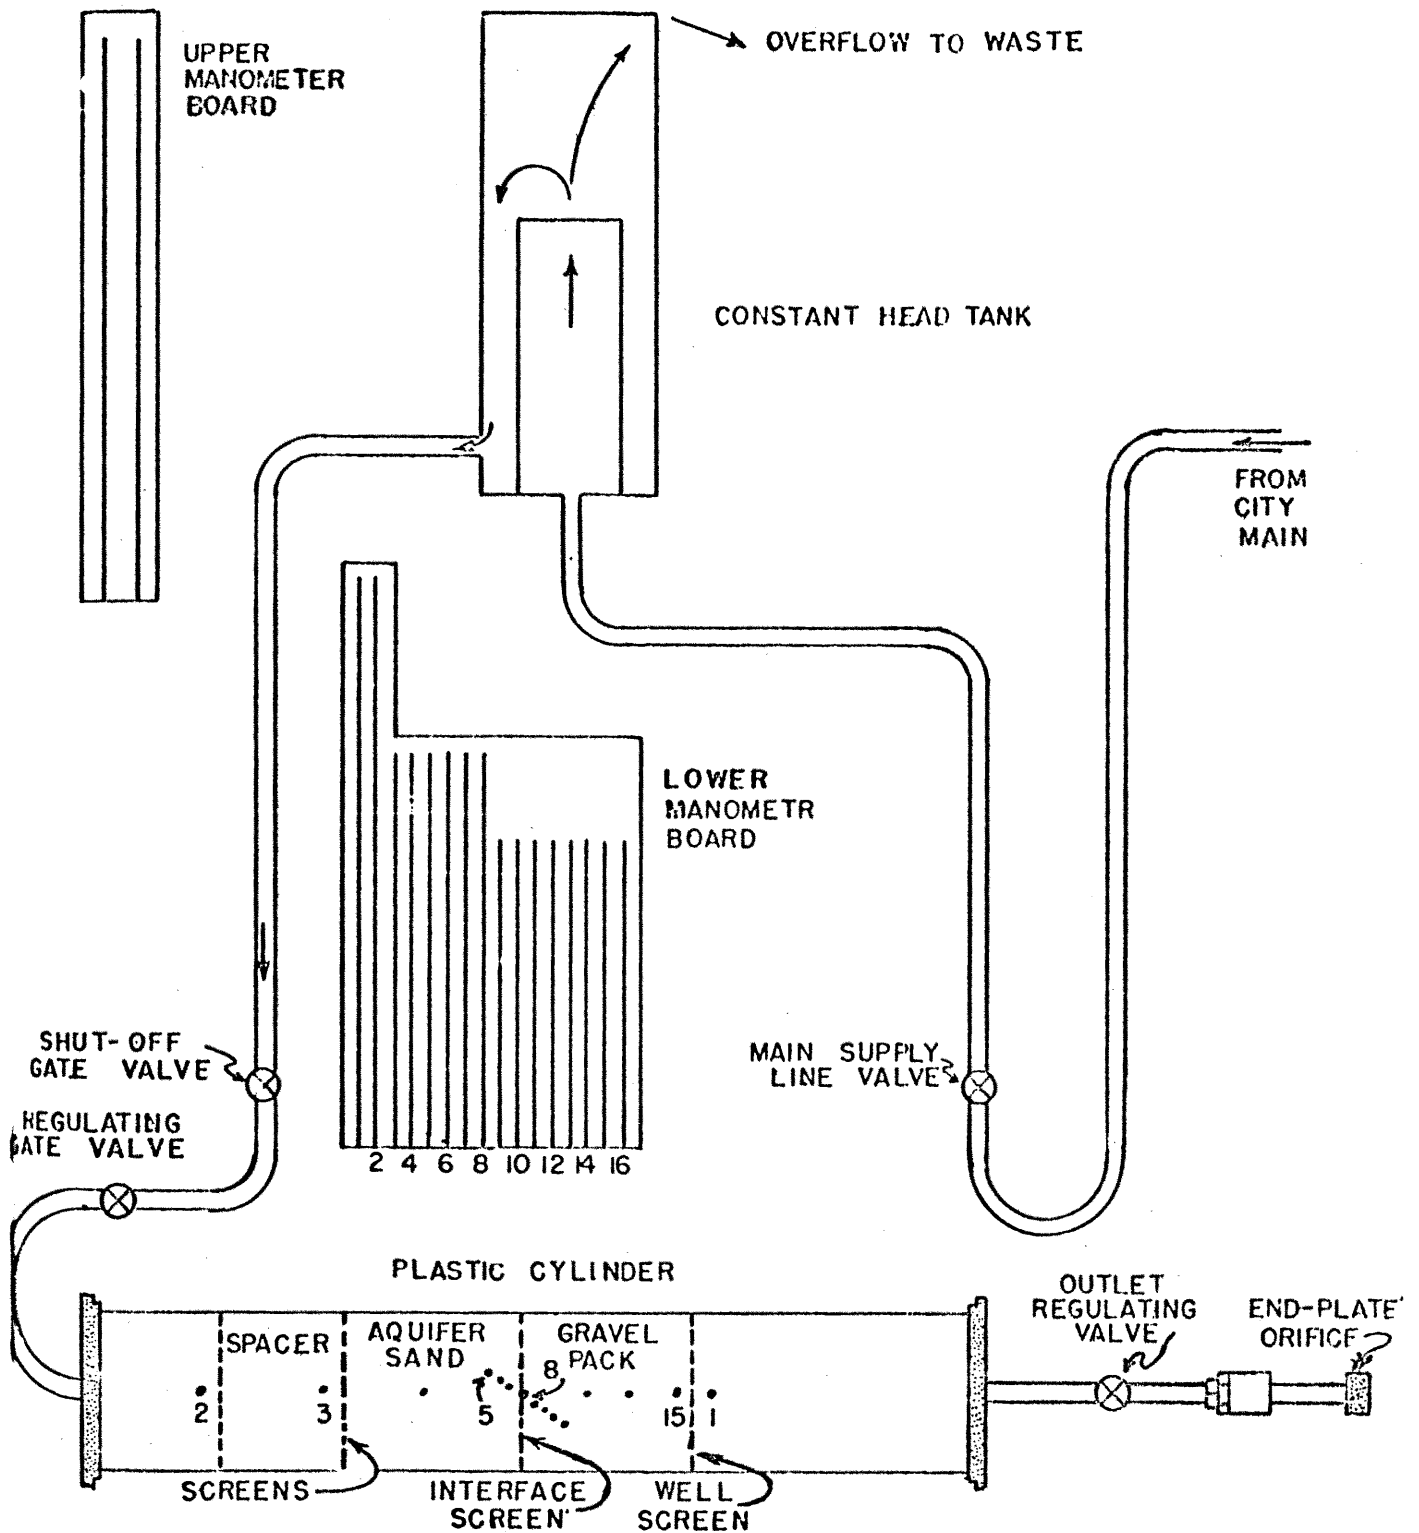 UPPER
MANOMETER
BOARD
OVERFLOW TO WASTE
CONSTANT HEAD TANK
FROM
CITY
MAIN
LOWER
MANOMETR
BOARD
2 4 6 8 10 12 14 16
SHUT-OFF
GATE VALVE
REGULATING
GATE VALVE
MAIN SUPPLY
LINE VALVE
PLASTIC CYLINDER
OUTLET
REGULATING
VALVE
END-PLATE
ORIFICE
SPACER
AQUIFER
SAND
GRAVEL
PACK
8
2
3
5
15
1
SCREENS
INTERFACE
SCREEN
WELL
SCREEN